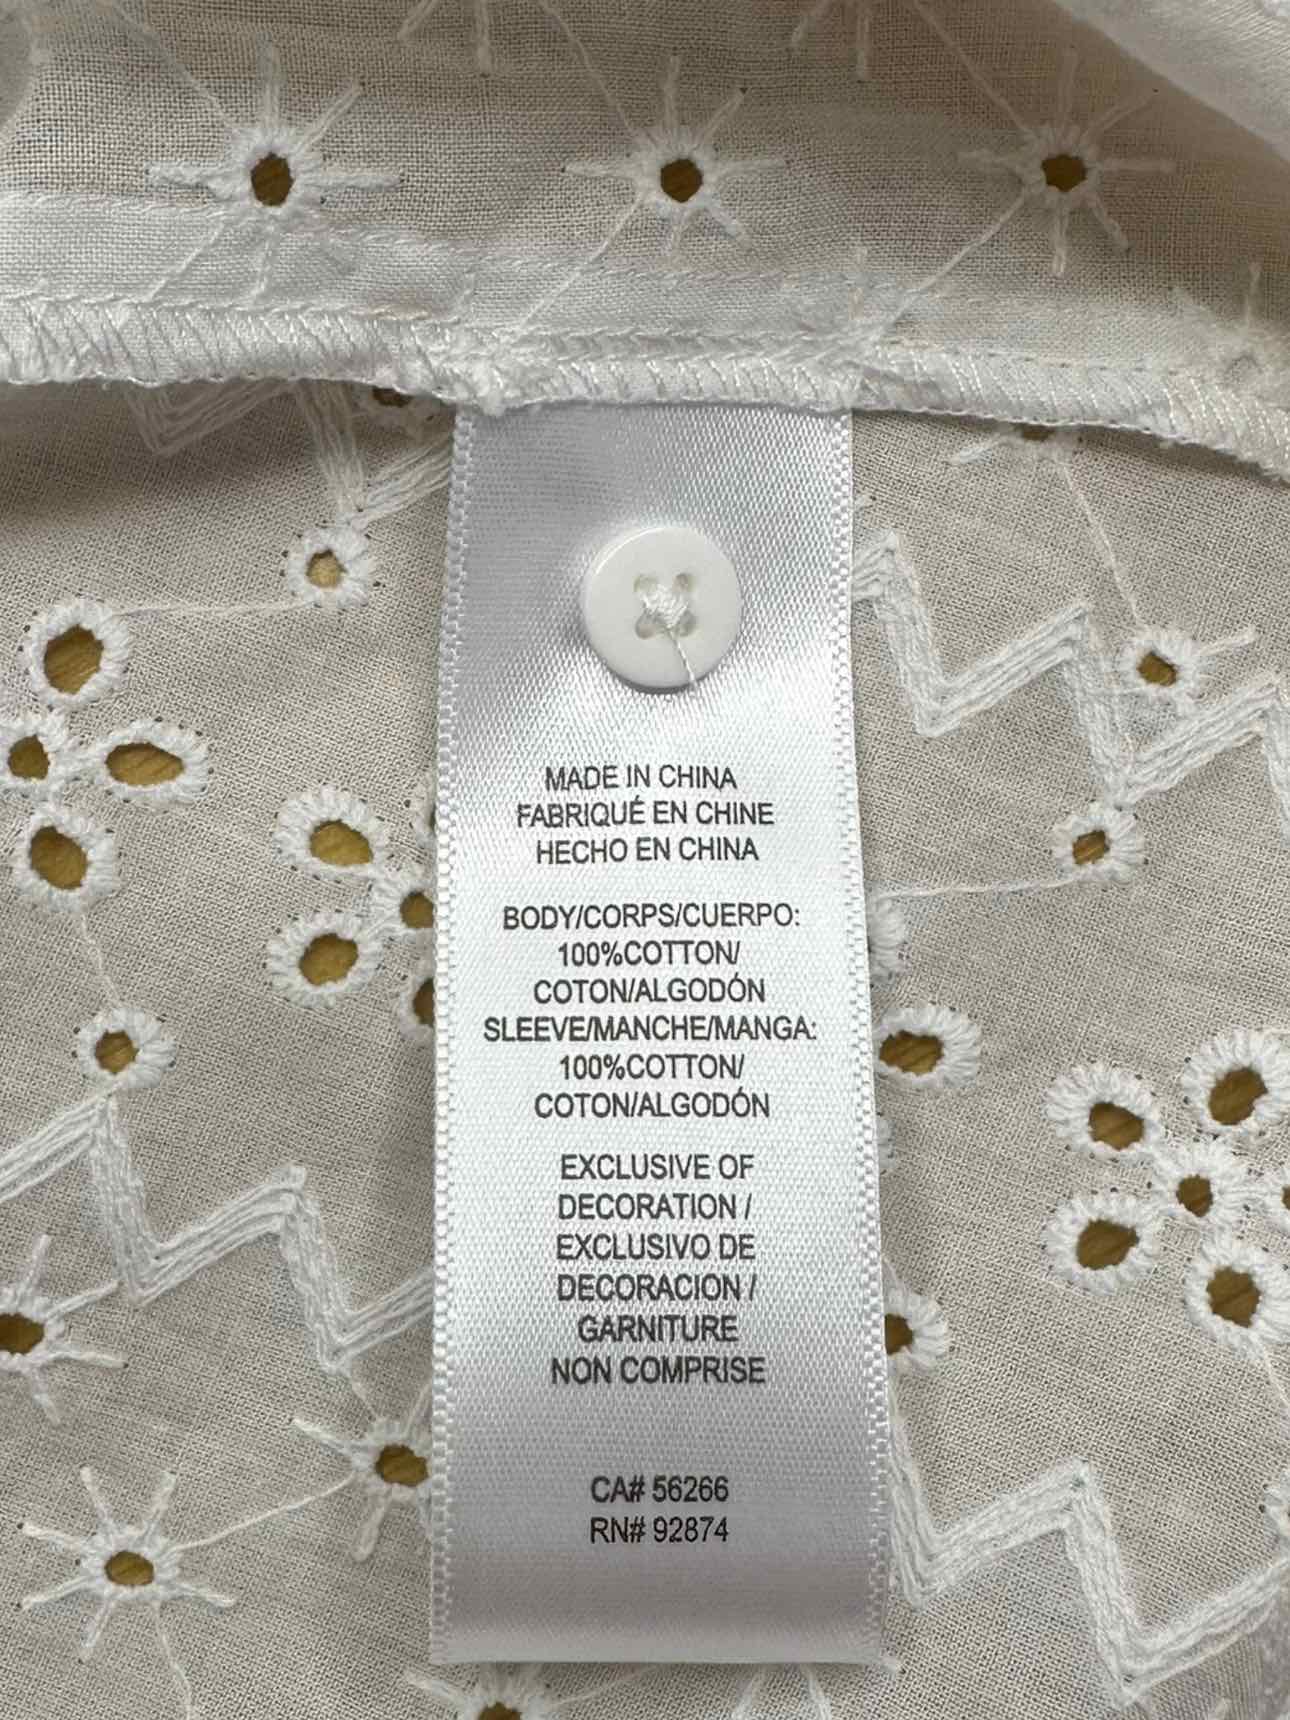 MADE IN CHINA
FABRIQUÉ EN CHINE
HECHO EN CHINA
BODY/CORPS/CUERPO:
100%COTTON/
COTON/ALGODÓN
SLEEVE/MANCHE/MANGA:
100%COTTON/
COTON/ALGODÓN
EXCLUSIVE OF
DECORATION /
EXCLUSIVO DE
DECORACION /
GARNITURE
NON COMPRISE
CA# 56266
RN# 92874